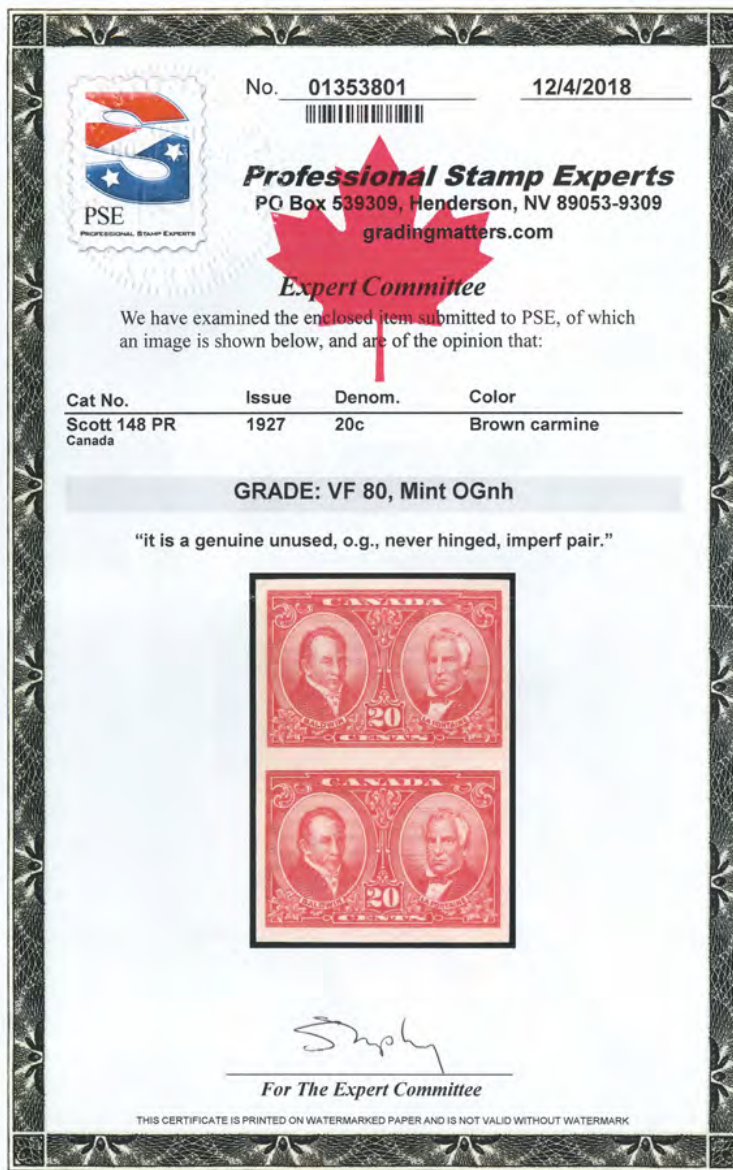 No. 01353801 12/4/2018
PSE
PROFESSIONAL STAMP EXPERTS
Professional Stamp Experts
PO Box 539309, Henderson, NV 89053-9309
gradingmatters.com
Expert Committee
We have examined the enclosed item submitted to PSE, of which
an image is shown below, and are of the opinion that:
Cat No. Issue Denom. Color
Scott 148 PR 1927 20c Brown carmine
Canada
GRADE: VF 80, Mint OGnh
“it is a genuine unused, o.g., never hinged, imperf pair.”
CANADA
BALDWIN 20 LAFONTAINE
CENTS
CANADA
BALDWIN 20 LAFONTAINE
CENTS
For The Expert Committee
THIS CERTIFICATE IS PRINTED ON WATERMARKED PAPER AND IS NOT VALID WITHOUT WATERMARK